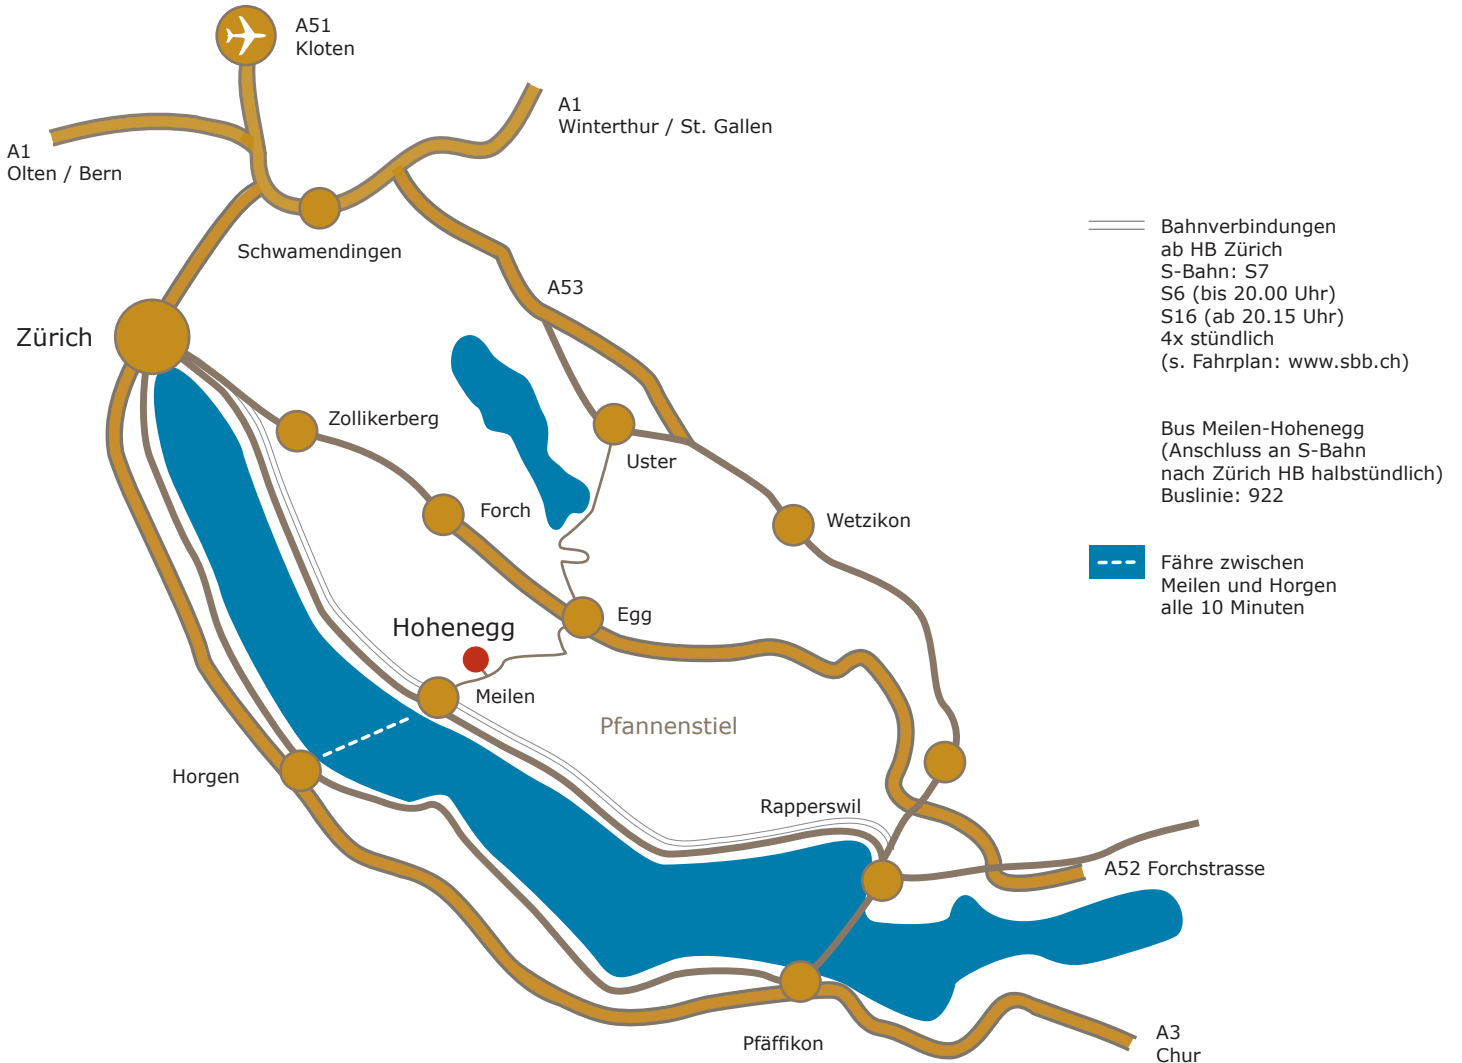 A51
Kloten
A1
Winterthur / St. Gallen
A1
Olten / Bern
Schwamendingen
A53
Zürich
Zollikerberg
Uster
Forch
Wetzikon
Egg
Hohenegg
Meilen
Pfannenstiel
Horgen
Rapperswil
A52 Forchstrasse
Pfäffikon
A3
Chur
Bahnverbindungen
ab HB Zürich
S-Bahn: S7
S6 (bis 20.00 Uhr)
S16 (ab 20.15 Uhr)
4x stündlich
(s. Fahrplan: www.sbb.ch)
Bus Meilen-Hohenegg
(Anschluss an S-Bahn
nach Zürich HB halbstündlich)
Buslinie: 922
Fähre zwischen
Meilen und Horgen
alle 10 Minuten